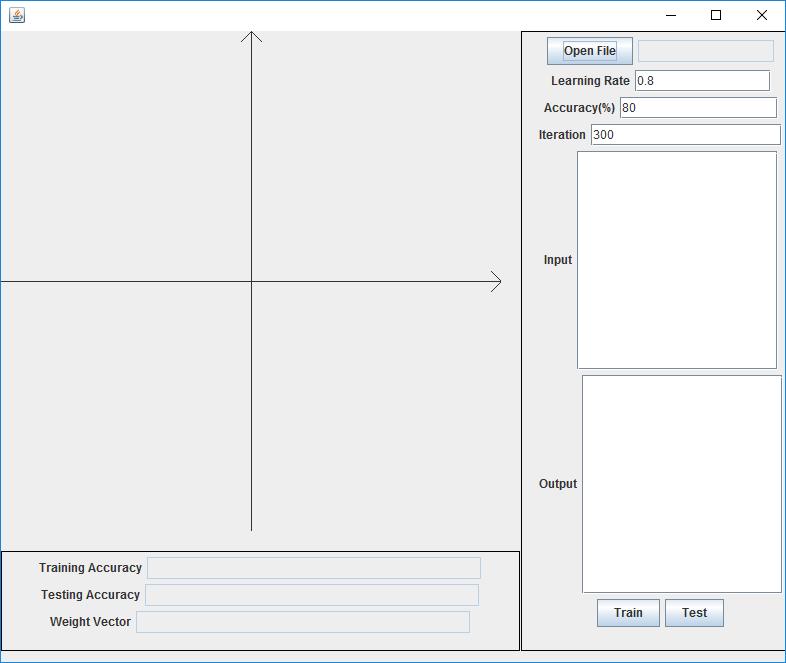 Open File
Learning Rate 0.8
Accuracy(%) 80
Iteration 300
Input
Output
Train Test
Training Accuracy
Testing Accuracy
Weight Vector